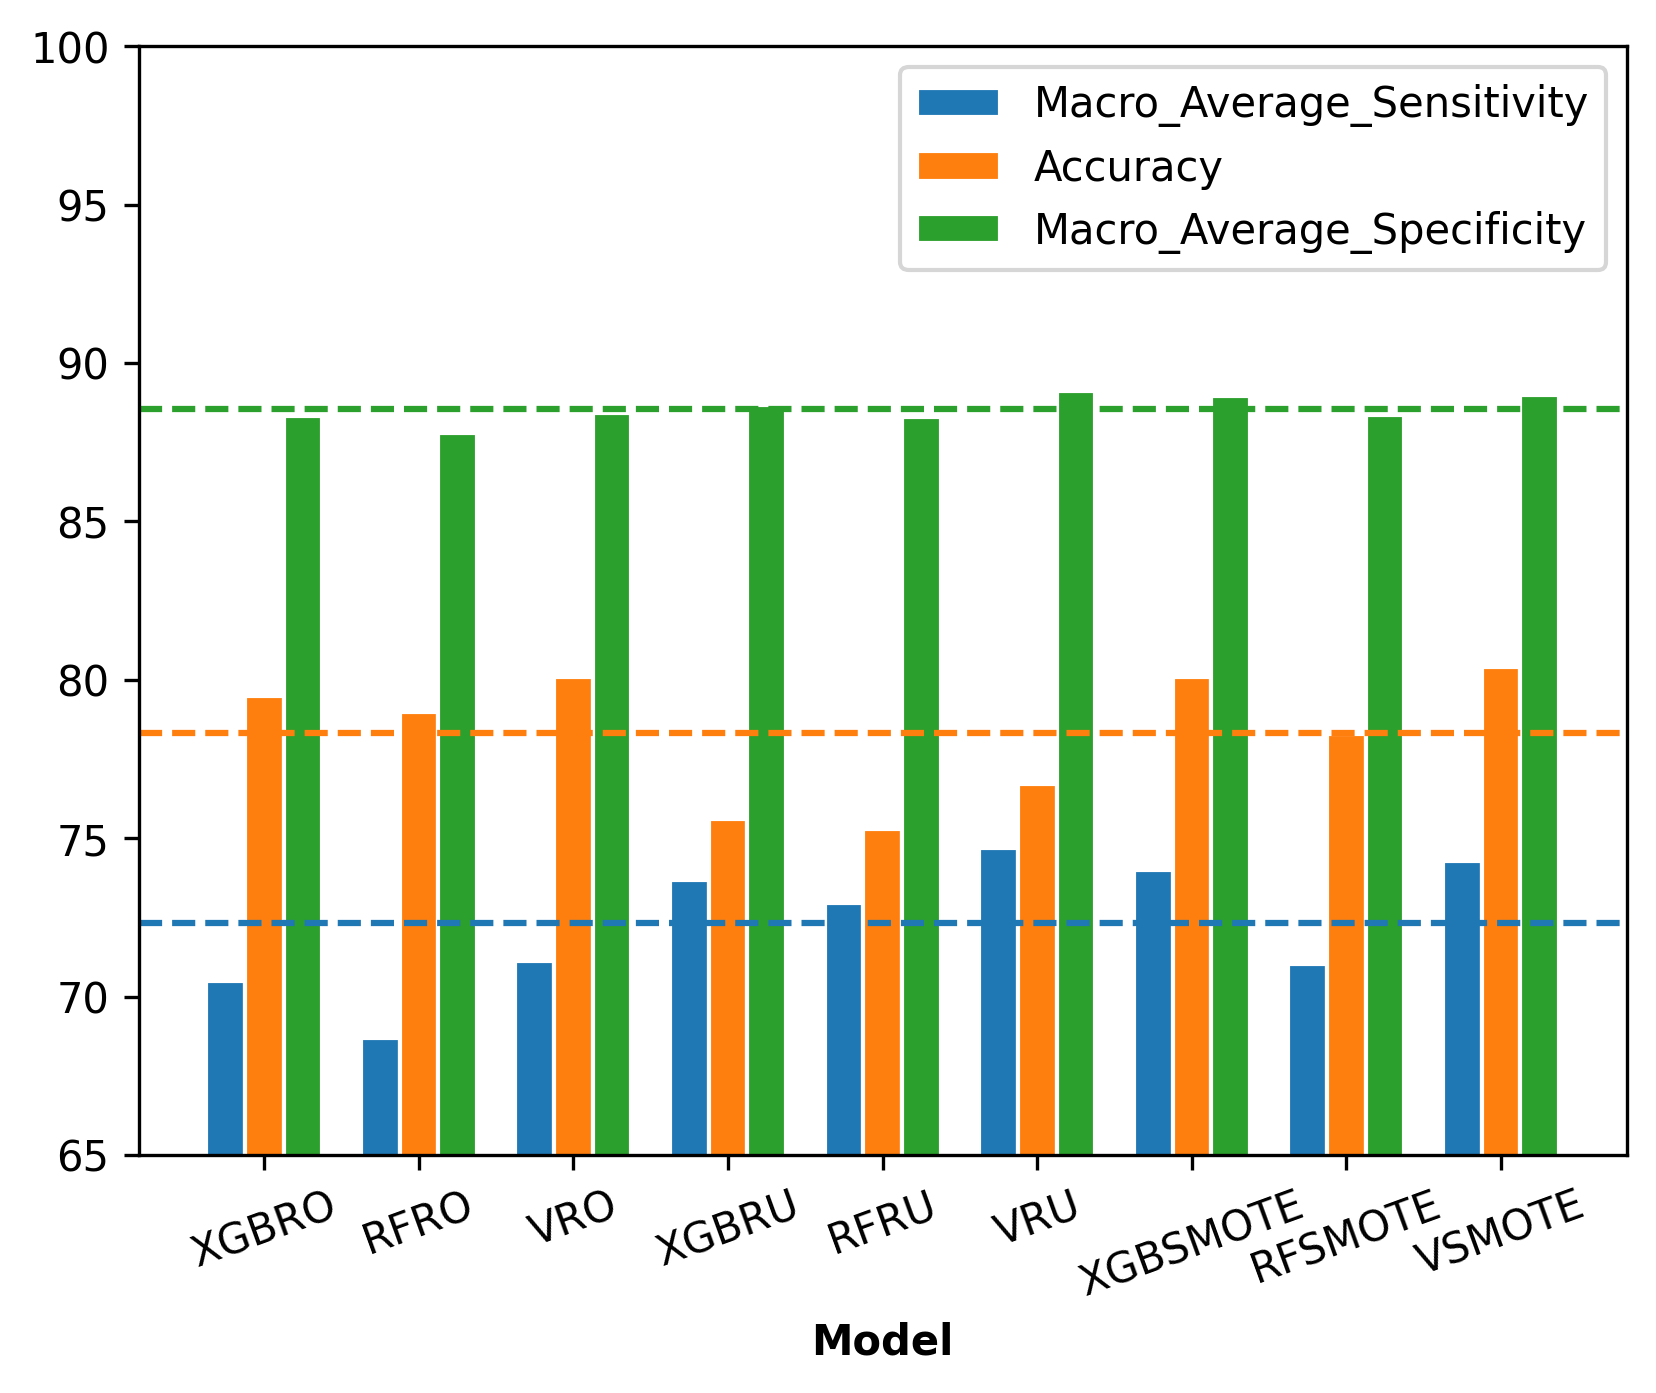 100
95
90
85
80
75
70
65
Macro_Average_Sensitivity
Accuracy
Macro_Average_Specificity
XGBRO
RFRO
VRO
XGBRU
RFRU
VRU
XGBSMOTE
RFSMOTE
VSMOTE
Model